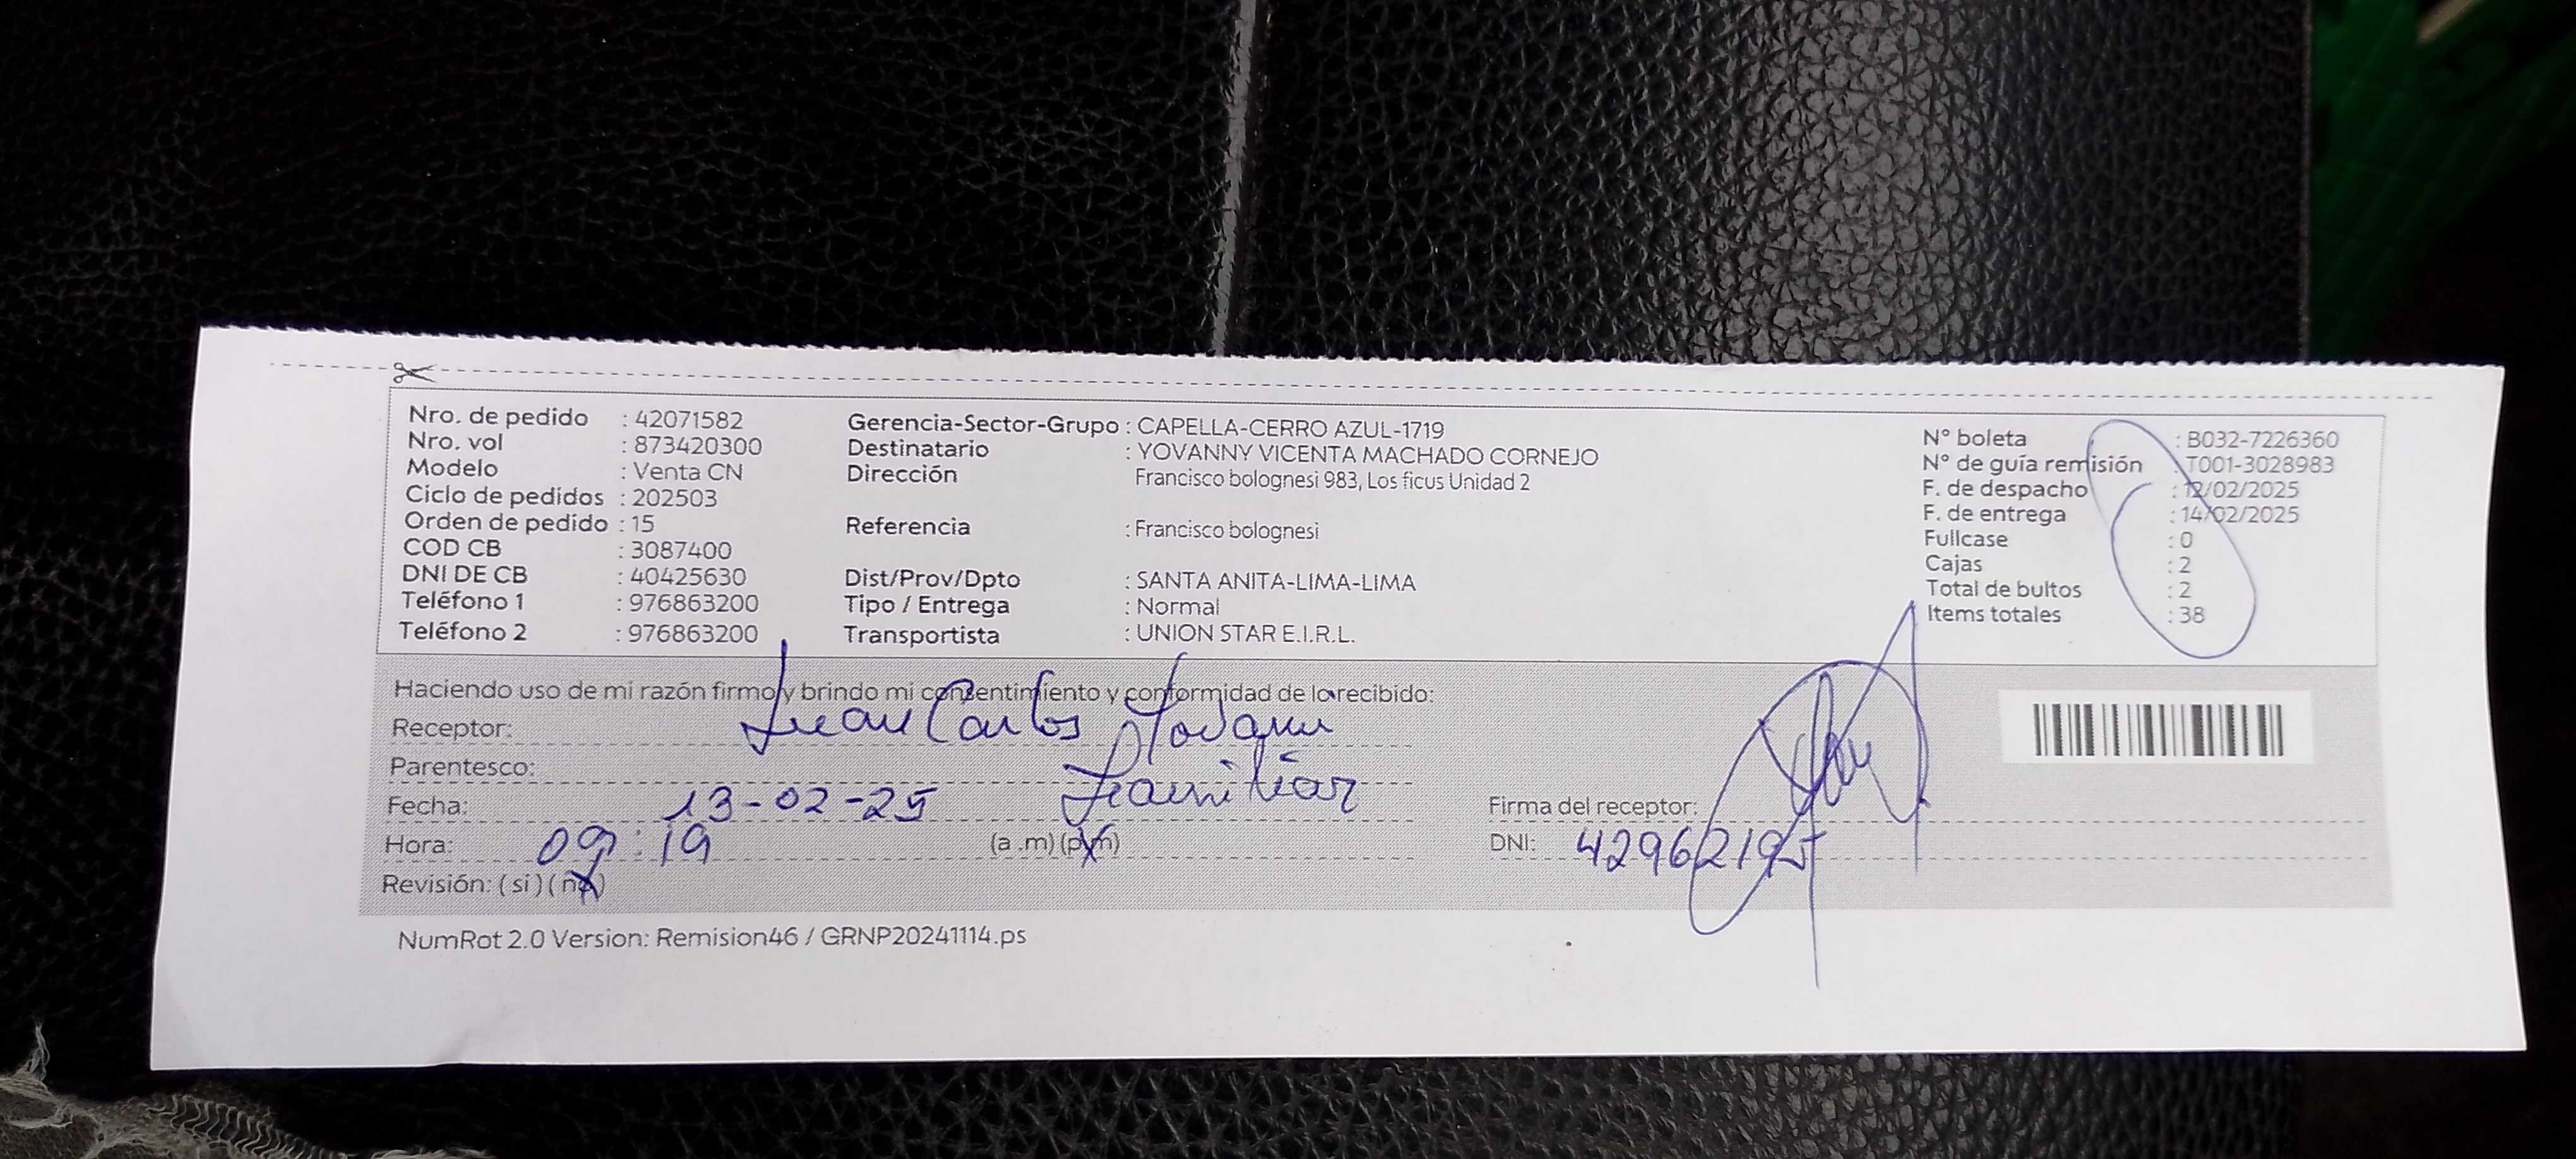 Nro. de pedido : 42071582
Nro. vol : 873420300
Modelo : Venta CN
Ciclo de pedidos : 202503
Orden de pedido : 15
COD CB : 3087400
DNI DE CB : 40425630
Teléfono 1 : 976863200
Teléfono 2 : 976863200
Gerencia-Sector-Grupo : CAPELLA-CERRO AZUL-1719
Destinatario : YOVANNY VICENTA MACHADO CORNEJO
Dirección Francisco bolognesi 983, Los ficus Unidad 2
Referencia : Francisco bolognesi
Dist/Prov/Dpto : SANTA ANITA-LIMA-LIMA
Tipo / Entrega : Normal
Transportista : UNION STAR E.I.R.L.
N° boleta : B032-7226360
N° de guía remisión : T001-3028983
F. de despacho : 12/02/2025
F. de entrega : 14/02/2025
Fullcase : 0
Cajas : 2
Total de bultos : 2
Items totales : 38
Haciendo uso de mi razón firmo y brindo mi consentimiento y conformidad de lo recibido:
Receptor: Juan Carlos
Parentesco: Familiar
Fecha: 13-02-25
Hora: 09:19 (a .m) (p.m)
Revisión: ( si ) ( no )
Firma del receptor:
DNI: 42962195
NumRot 2.0 Version: Remision46 / GRNP20241114.ps